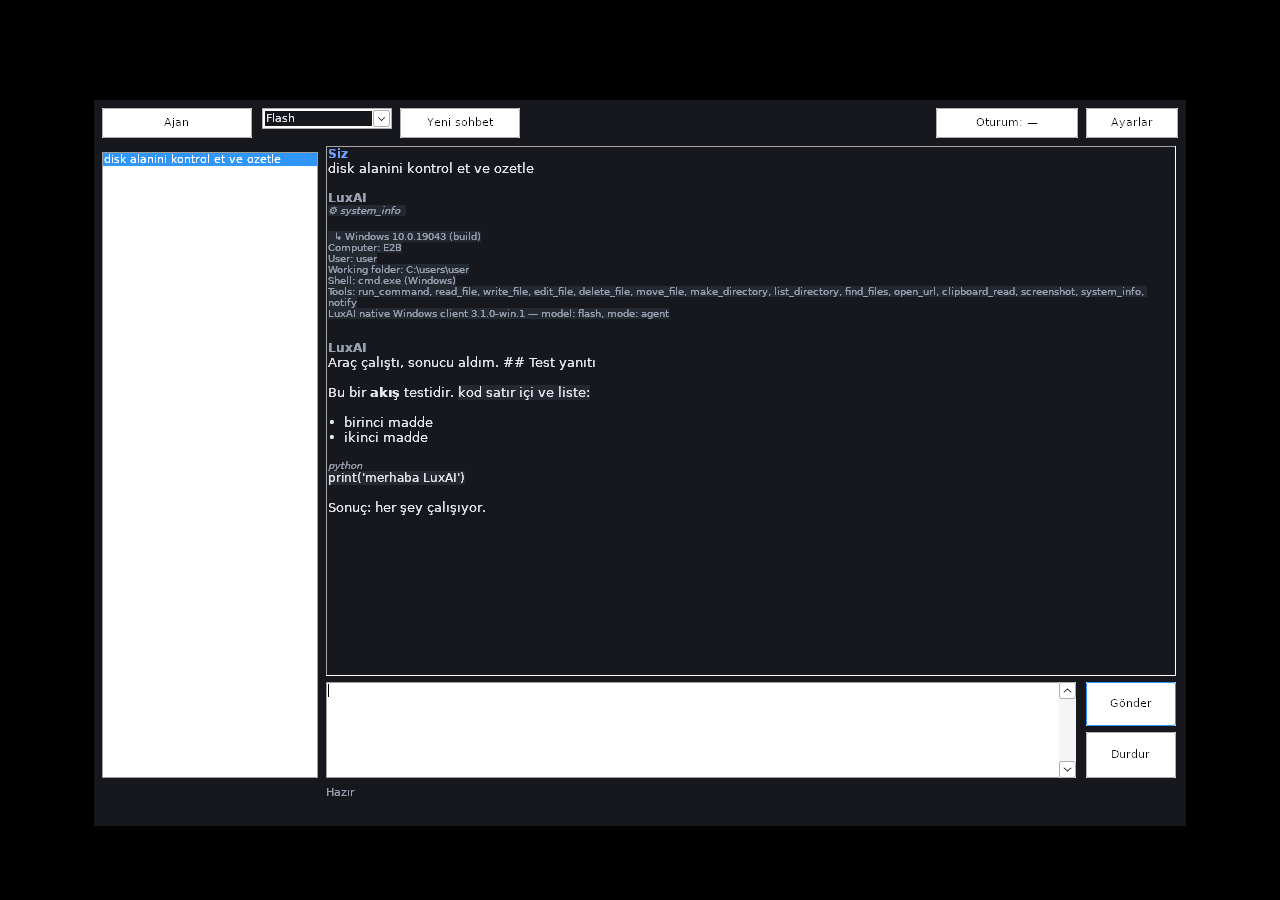 Ajan
Flash
Yeni sohbet
Oturum: —
Ayarlar
disk alanini kontrol et ve ozetle
Siz
disk alanini kontrol et ve ozetle
LuxAI
⚙ system_info
↳ Windows 10.0.19043 (build)
Computer: E2B
User: user
Working folder: C:\users\user
Shell: cmd.exe (Windows)
Tools: run_command, read_file, write_file, edit_file, delete_file, move_file, make_directory, list_directory, find_files, open_url, clipboard_read, screenshot, system_info,
notify
LuxAI native Windows client 3.1.0-win.1 — model: flash, mode: agent
LuxAI
Araç çalıştı, sonucu aldım. ## Test yanıtı
Bu bir akış testidir. kod satır içi ve liste:
• birinci madde
• ikinci madde
python
print('merhaba LuxAI')
Sonuç: her şey çalışıyor.
Gönder
Durdur
Hazır